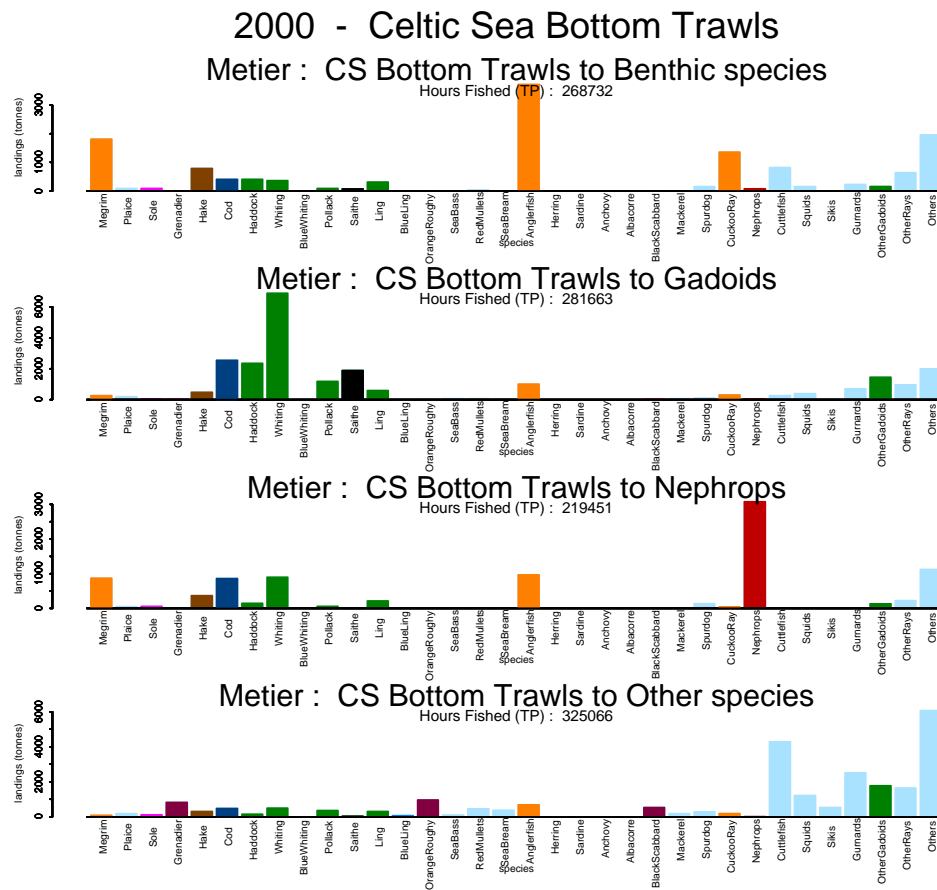 2000 - Celtic Sea Bottom Trawls
Metier : CS Bottom Trawls to Benthic species
Hours Fished (TP) : 268732
landings (tonnes)
0 1000 3000
Megrim Plaice Sole Grenadier Hake Cod Haddock Whiting BlueWhiting Pollack Saithe Ling BlueLing OrangeRoughy SeaBass RedMullets SeaBream Anglerfish Herring Sardine Anchovy Albacorre BlackScabbard Mackerel Spurdog CuckooRay Nephrops Cuttlefish Squids Sikis Gurnards OtherGadoids OtherRays Others
species
Metier : CS Bottom Trawls to Gadoids
Hours Fished (TP) : 281663
landings (tonnes)
0 2000 4000 6000
Megrim Plaice Sole Grenadier Hake Cod Haddock Whiting BlueWhiting Pollack Saithe Ling BlueLing OrangeRoughy SeaBass RedMullets SeaBream Anglerfish Herring Sardine Anchovy Albacorre BlackScabbard Mackerel Spurdog CuckooRay Nephrops Cuttlefish Squids Sikis Gurnards OtherGadoids OtherRays Others
species
Metier : CS Bottom Trawls to Nephrops
Hours Fished (TP) : 219451
landings (tonnes)
0 1000 2000 3000
Megrim Plaice Sole Grenadier Hake Cod Haddock Whiting BlueWhiting Pollack Saithe Ling BlueLing OrangeRoughy SeaBass RedMullets SeaBream Anglerfish Herring Sardine Anchovy Albacorre BlackScabbard Mackerel Spurdog CuckooRay Nephrops Cuttlefish Squids Sikis Gurnards OtherGadoids OtherRays Others
species
Metier : CS Bottom Trawls to Other species
Hours Fished (TP) : 325066
landings (tonnes)
0 2000 4000 6000
Megrim Plaice Sole Grenadier Hake Cod Haddock Whiting BlueWhiting Pollack Saithe Ling BlueLing OrangeRoughy SeaBass RedMullets SeaBream Anglerfish Herring Sardine Anchovy Albacorre BlackScabbard Mackerel Spurdog CuckooRay Nephrops Cuttlefish Squids Sikis Gurnards OtherGadoids OtherRays Others
species